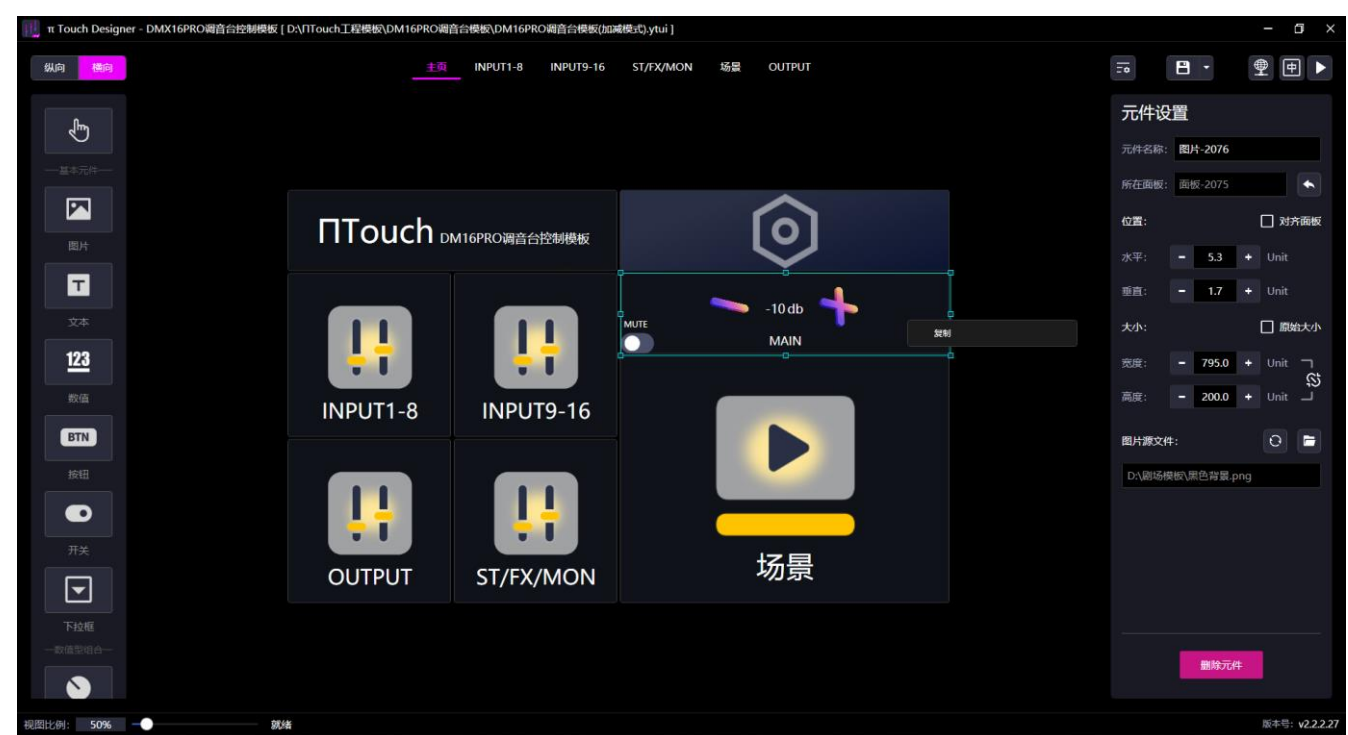 π Touch Designer - DMX16PRO调音台控制模板 [ D:\ΠTouch工程模板\DM16PRO调音台模板\DM16PRO调音台模板(加减模式).ytui ]
纵向 横向 主页 INPUT1-8 INPUT9-16 ST/FX/MON 场景 OUTPUT 中
基本元件
图片
T
文本
123
数值
BTN
按钮
开关
下拉框
数值型组合
ΠTouch DM16PRO调音台控制模板
-10 db
MUTE
MAIN
复制
INPUT1-8
INPUT9-16
OUTPUT
ST/FX/MON
场景
元件设置
元件名称: 图片-2076
所在面板: 面板-2075
位置: 对齐面板
水平: - 5.3 + Unit
垂直: - 1.7 + Unit
大小: 原始大小
宽度: - 795.0 + Unit
高度: - 200.0 + Unit
图片源文件:
D:\剧场模板\黑色背景.png
删除元件
视图比例: 50% 就绪 版本号: v2.2.2.27